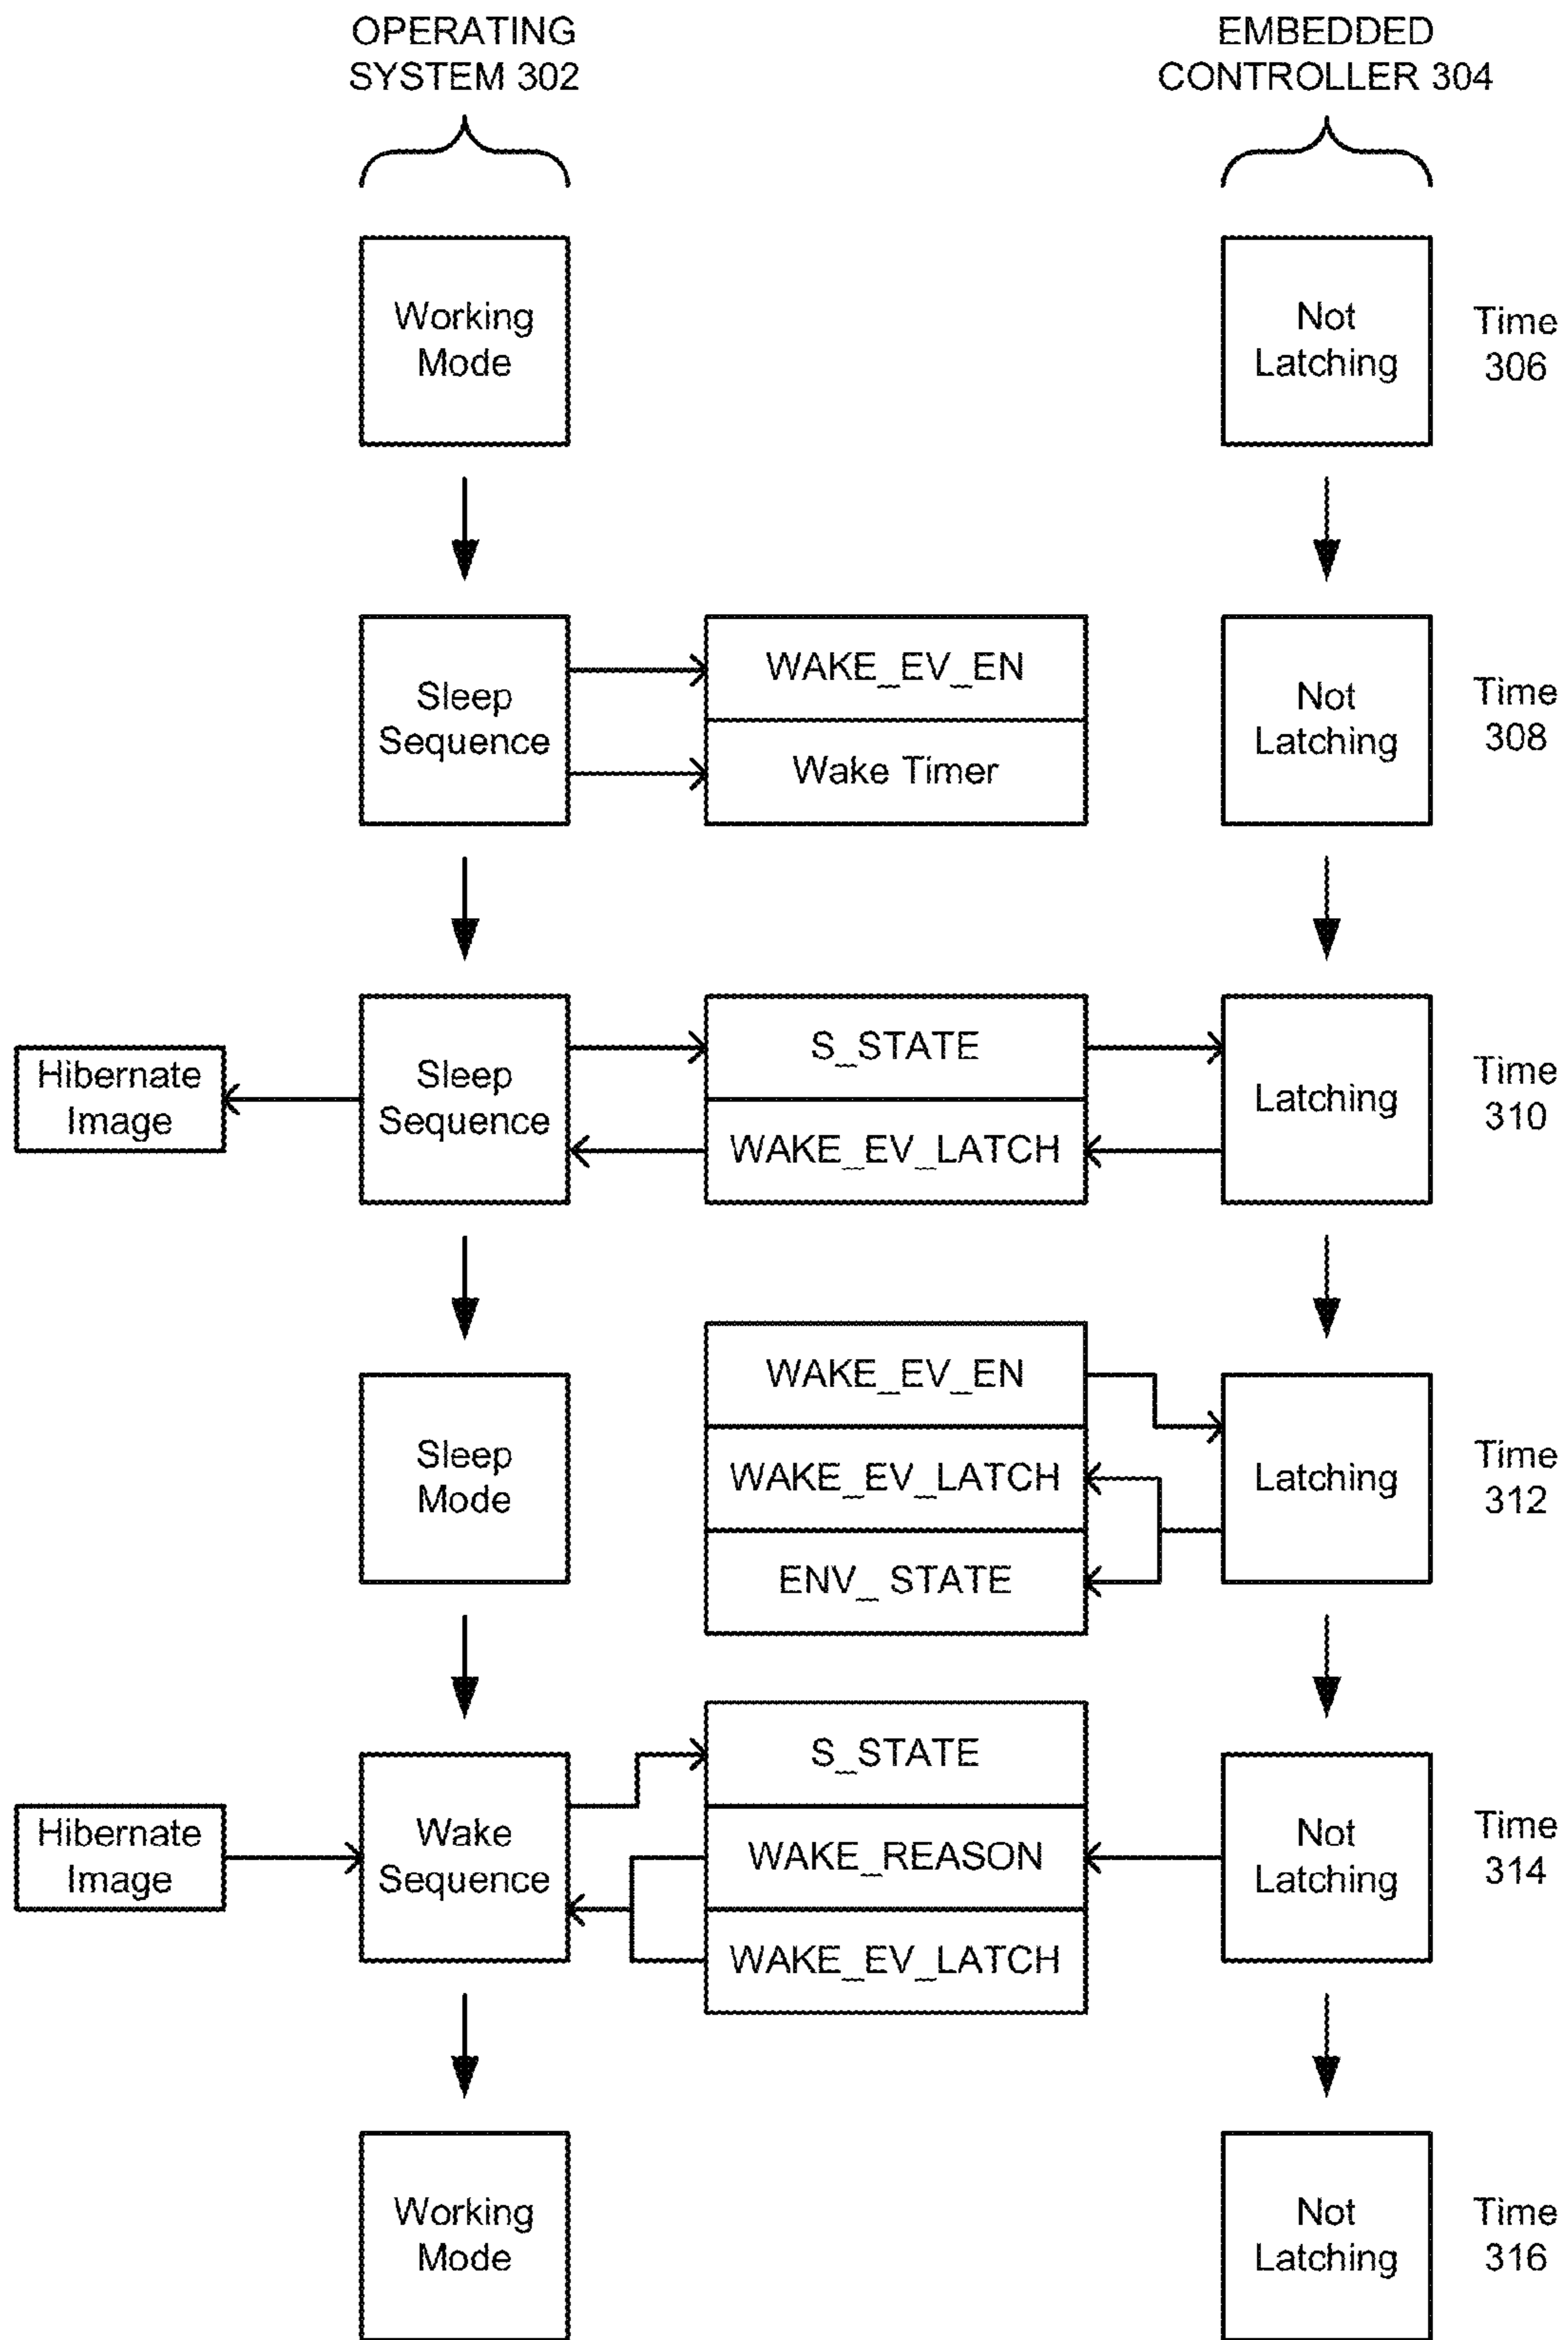 OPERATING
SYSTEM 302
EMBEDDED
CONTROLLER 304
Working
Mode
Not
Latching
Time
306
Sleep
Sequence
WAKE_EV_EN
Wake Timer
Not
Latching
Time
308
Hibernate
Image
Sleep
Sequence
S_STATE
WAKE_EV_LATCH
Latching
Time
310
Sleep
Mode
WAKE_EV_EN
WAKE_EV_LATCH
ENV_ STATE
Latching
Time
312
Hibernate
Image
Wake
Sequence
S_STATE
WAKE_REASON
WAKE_EV_LATCH
Not
Latching
Time
314
Working
Mode
Not
Latching
Time
316